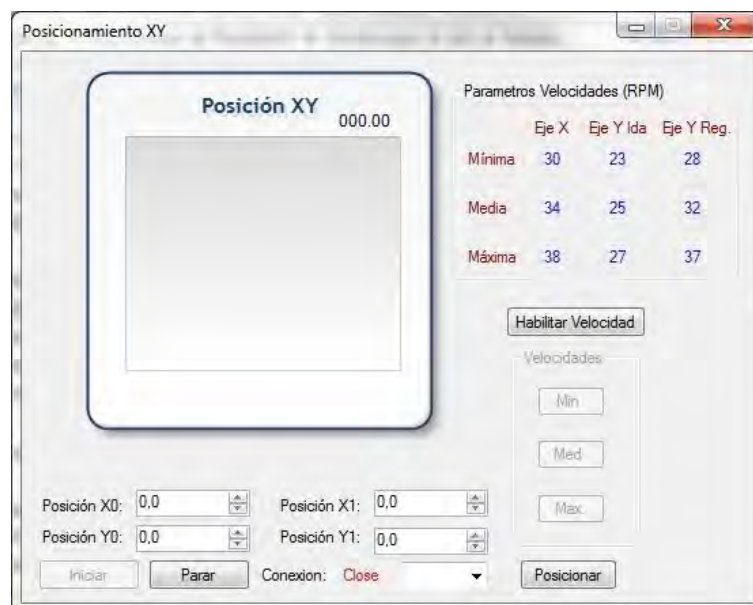 Posicionamiento XY
Posición XY
000.00
Parametros Velocidades (RPM)
Eje X Eje Y Ida Eje Y Reg.
Mínima 30 23 28
Media 34 25 32
Máxima 38 27 37
Habilitar Velocidad
Velocidades
Min
Med
Max
Posición X0: 0,0 Posición X1: 0,0
Posición Y0: 0,0 Posición Y1: 0,0
Iniciar Parar Conexion: Close Posicionar